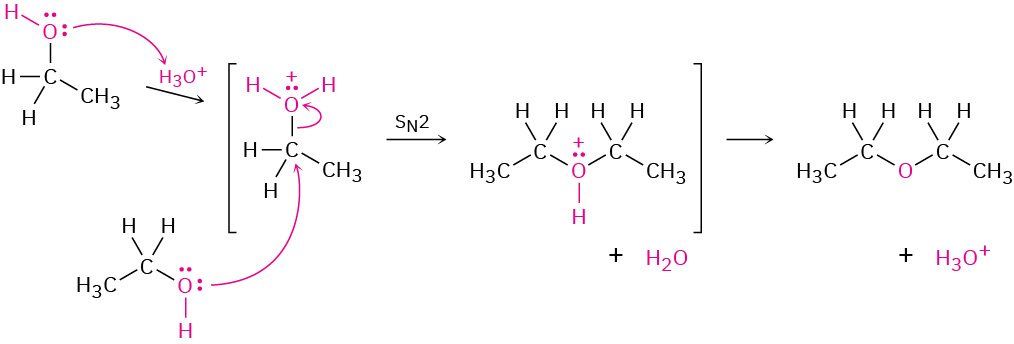 H
O
H C
CH3
H
H3O+
+
H H
O
H C
CH3
H
H H
C
H3C O
H
SN2
H H H H
C + C
H3C O CH3
H
+ H2O
H H H H
C C
H3C O CH3
+ H3O+